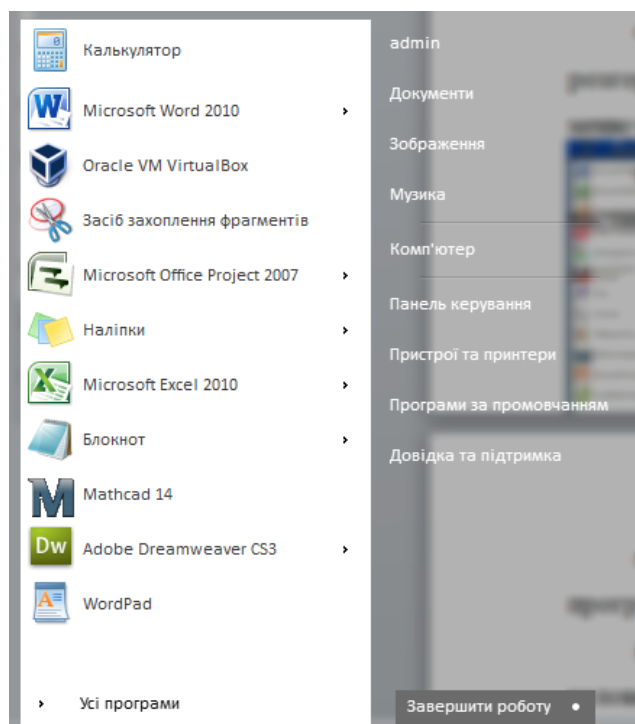 Калькулятор
Microsoft Word 2010
Oracle VM VirtualBox
Засіб захоплення фрагментів
Microsoft Office Project 2007
Наліпки
Microsoft Excel 2010
Блокнот
Mathcad 14
Dw
Adobe Dreamweaver CS3
WordPad
Усі програми
admin
Документи
Зображення
Музика
Комп'ютер
Панель керування
Пристрої та принтери
Програми за промовчанням
Довідка та підтримка
Завершити роботу